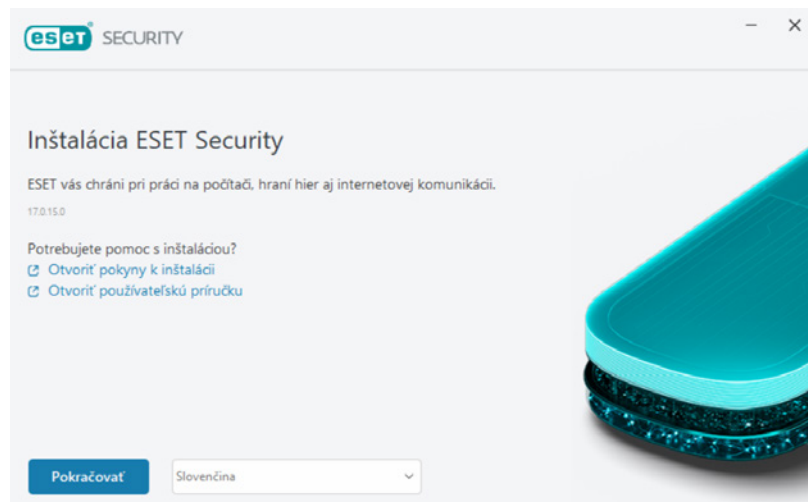 eset SECURITY
Inštalácia ESET Security
ESET vás chráni pri práci na počítači, hraní hier aj internetovej komunikácii.
17.0.15.0
Potrebujete pomoc s inštaláciou?
Otvoriť pokyny k inštalácii
Otvoriť používateľskú príručku
Pokračovať
Slovenčina